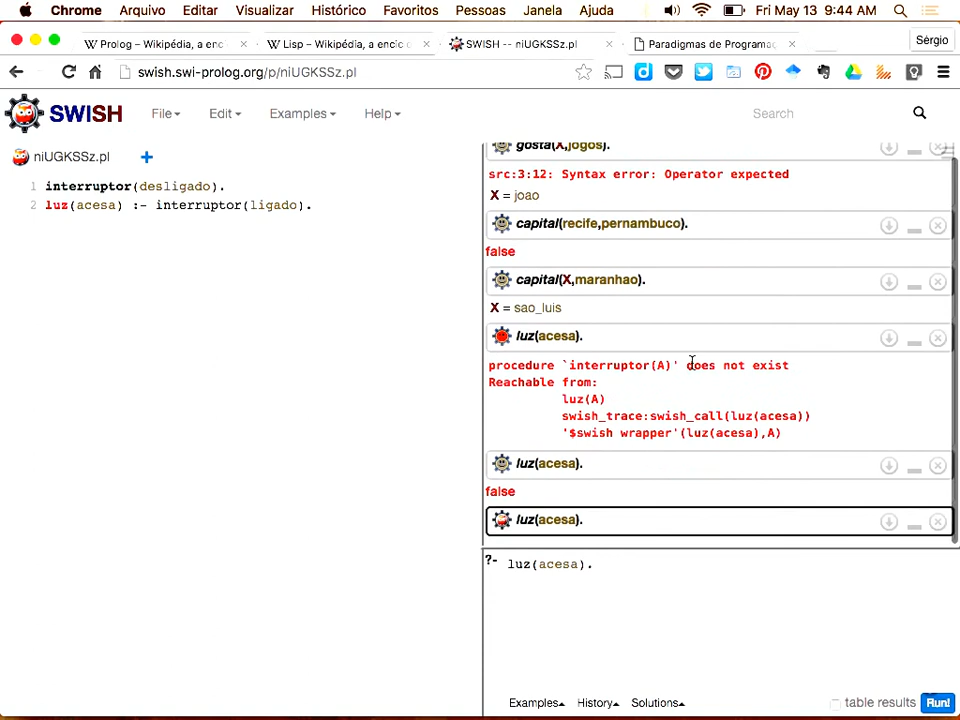 Chrome Arquivo Editar Visualizar Histórico Favoritos Pessoas Janela Ajuda Fri May 13 9:44 AM
Prolog – Wikipédia, a enc
Lisp – Wikipédia, a encic
SWISH -- niUGKSSz.pl
Paradigmas de Programaç
Sérgio
swish.swi-prolog.org/p/niUGKSSz.pl
SWISH File Edit Examples Help Search
niUGKSSz.pl +
1 interruptor(desligado).
2 luz(acesa) :- interruptor(ligado).
gosta(X,jogos).
src:3:12: Syntax error: Operator expected
X = joao
capital(recife,pernambuco).
false
capital(X,maranhao).
X = sao_luis
luz(acesa).
procedure `interruptor(A)' does not exist
Reachable from:
luz(A)
swish_trace:swish_call(luz(acesa))
'$swish wrapper'(luz(acesa),A)
luz(acesa).
false
luz(acesa).
?- luz(acesa).
Examples History Solutions table results Run!